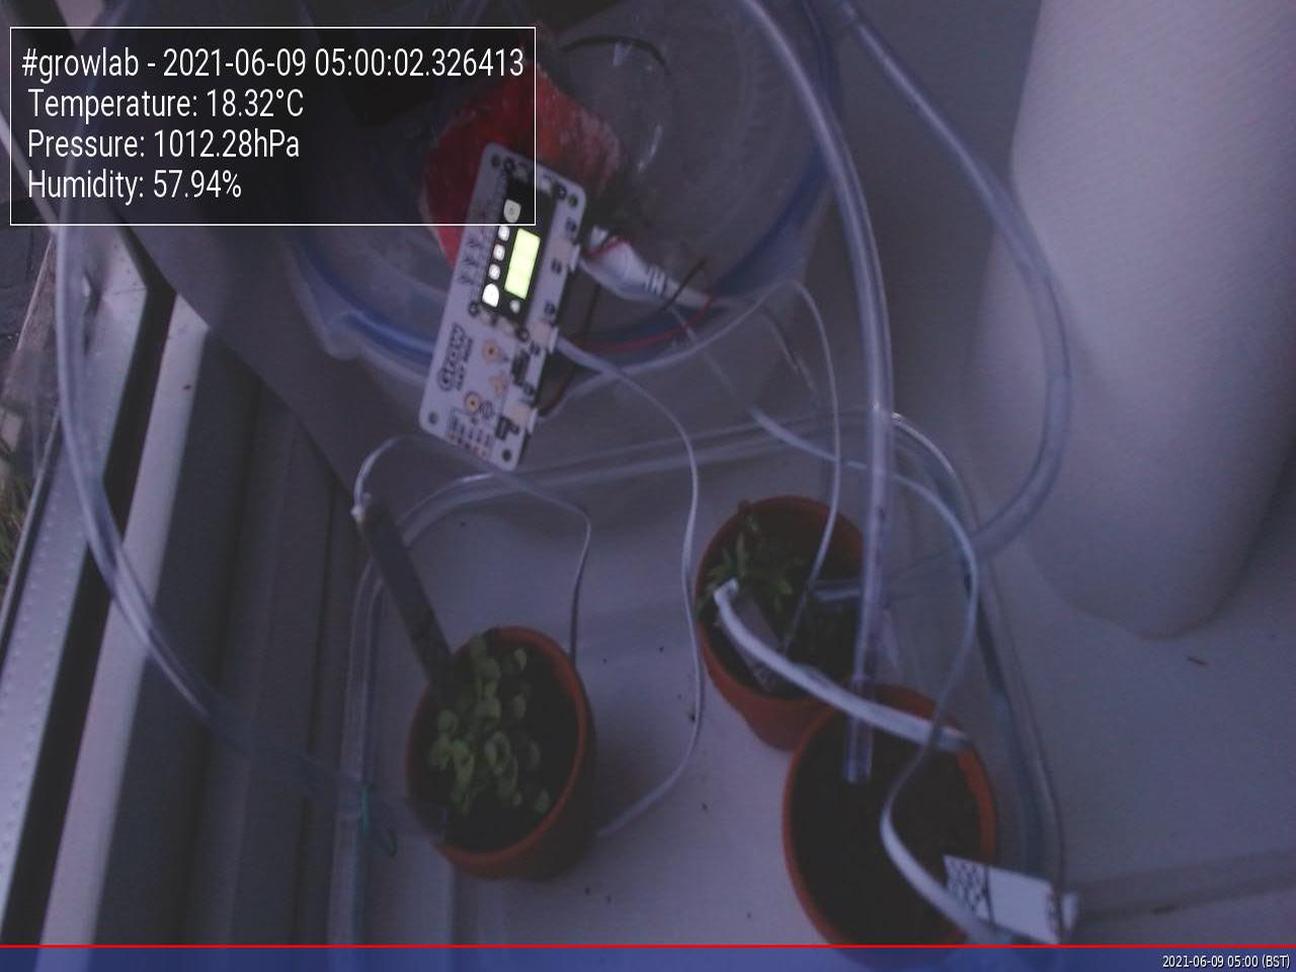 #growlab - 2021-06-09 05:00:02.326413
Temperature: 18.32°C
Pressure: 1012.28hPa
Humidity: 57.94%
Grow
2021-06-09 05:00 (BST)